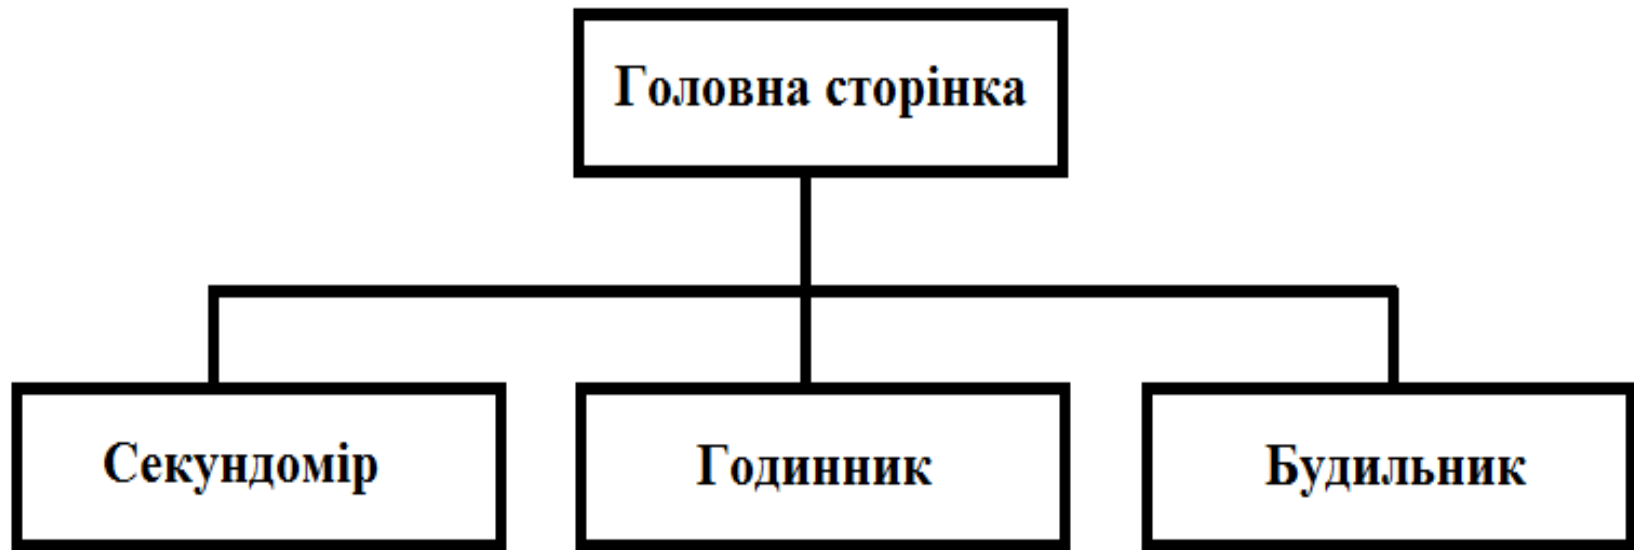 Головна сторінка
Секундомір
Годинник
Будильник